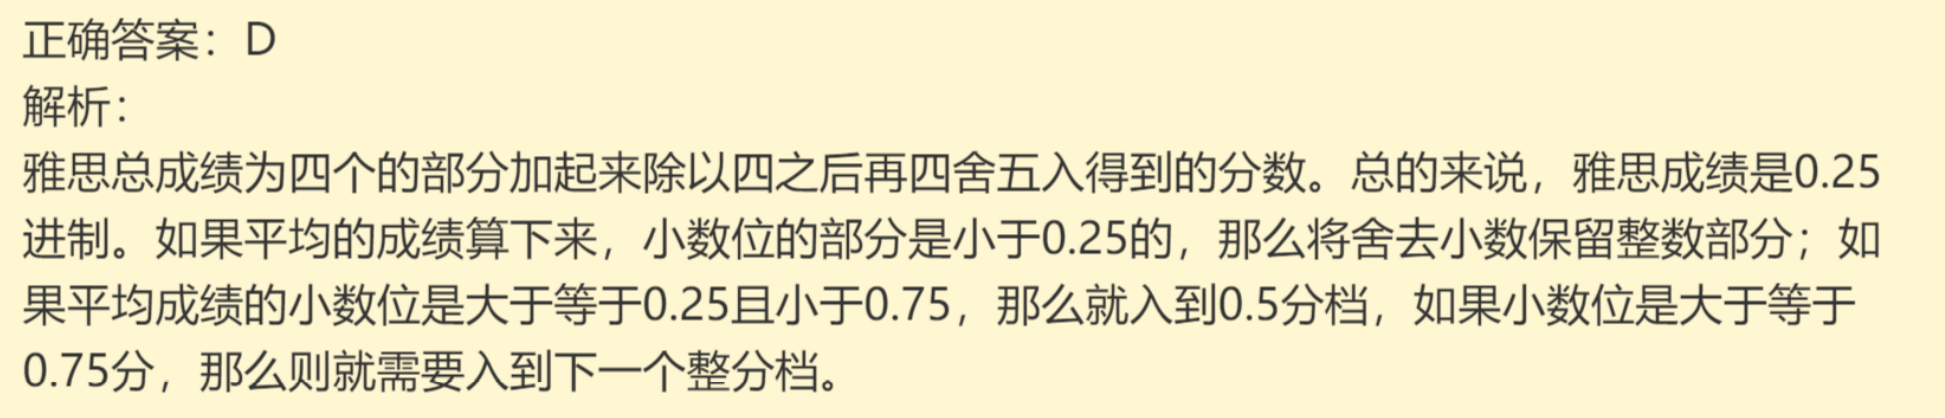 正确答案：D
解析：
雅思总成绩为四个的部分加起来除以四之后再四舍五入得到的分数。总的来说，雅思成绩是0.25
进制。如果平均的成绩算下来，小数位的部分是小于0.25的，那么将舍去小数保留整数部分；如
果平均成绩的小数位是大于等于0.25且小于0.75，那么就入到0.5分档，如果小数位是大于等于
0.75分，那么则就需要入到下一个整分档。